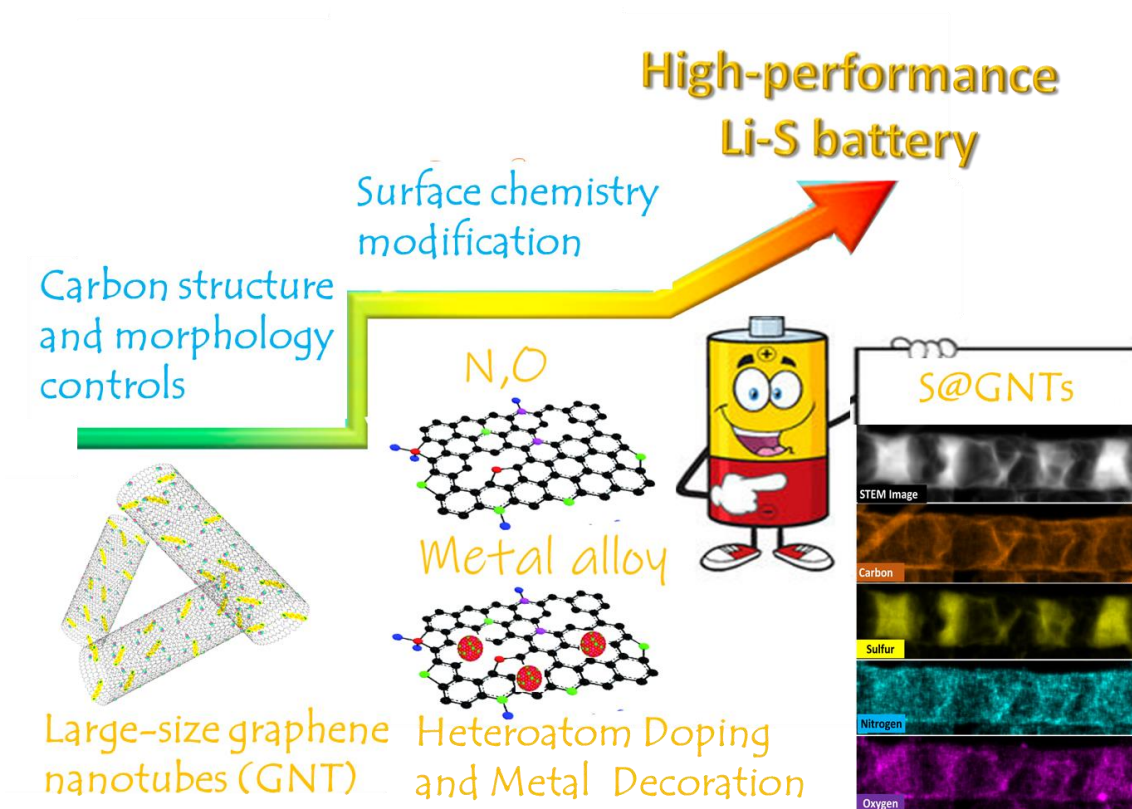 High-performance
Li-S battery
Surface chemistry
modification
Carbon structure
and morphology
controls
N,O
S@GNTs
STEM Image
Metal alloy
Carbon
Sulfur
Nitrogen
Oxygen
Large-size graphene
nanotubes (GNT)
Heteroatom Doping
and Metal Decoration